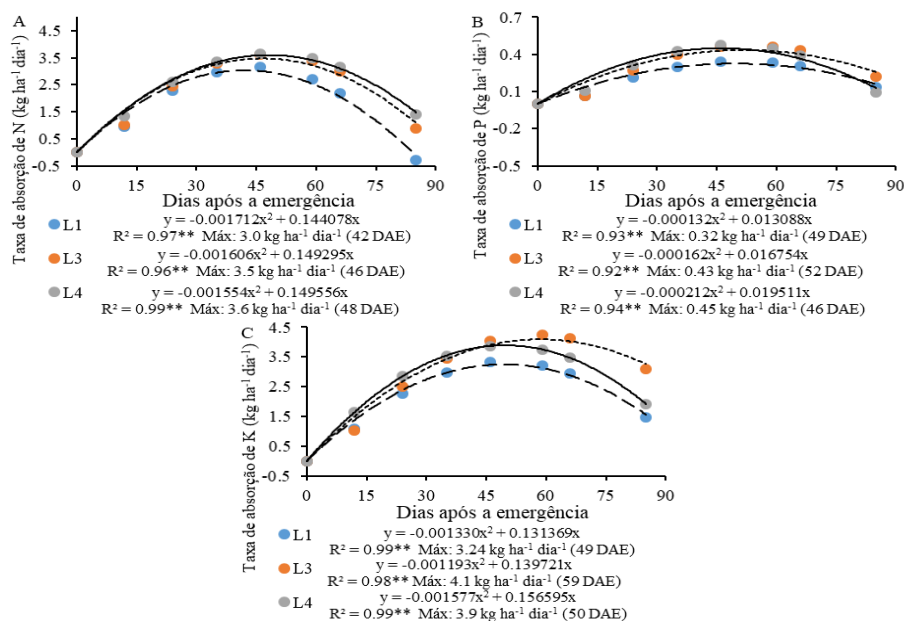 A
Taxa de absorção de N (kg ha⁻¹ dia⁻¹)
4.5
3.5
2.5
1.5
0.5
-0.5
0 15 30 45 60 75 90
Dias após a emergência
L1 y = -0.001712x² + 0.144078x
R² = 0.97** Máx: 3.0 kg ha⁻¹ dia⁻¹ (42 DAE)
L3 y = -0.001606x² + 0.149295x
R² = 0.96** Máx: 3.5 kg ha⁻¹ dia⁻¹ (46 DAE)
L4 y = -0.001554x² + 0.149556x
R² = 0.99** Máx: 3.6 kg ha⁻¹ dia⁻¹ (48 DAE)
B
Taxa de absorção de P (kg ha⁻¹ dia⁻¹)
0.7
0.4
0.1
-0.2
-0.5
0 15 30 45 60 75 90
Dias após a emergência
L1 y = -0.000132x² + 0.013088x
R² = 0.93** Máx: 0.32 kg ha⁻¹ dia⁻¹ (49 DAE)
L3 y = -0.000162x² + 0.016754x
R² = 0.92** Máx: 0.43 kg ha⁻¹ dia⁻¹ (52 DAE)
L4 y = -0.000212x² + 0.019511x
R² = 0.94** Máx: 0.45 kg ha⁻¹ dia⁻¹ (46 DAE)
C
Taxa de absorção de K (kg ha⁻¹ dia⁻¹)
4.5
3.5
2.5
1.5
0.5
-0.5
0 15 30 45 60 75 90
Dias após a emergência
L1 y = -0.001330x² + 0.131369x
R² = 0.99** Máx: 3.24 kg ha⁻¹ dia⁻¹ (49 DAE)
L3 y = -0.001193x² + 0.139721x
R² = 0.98** Máx: 4.1 kg ha⁻¹ dia⁻¹ (59 DAE)
L4 y = -0.001577x² + 0.156595x
R² = 0.99** Máx: 3.9 kg ha⁻¹ dia⁻¹ (50 DAE)